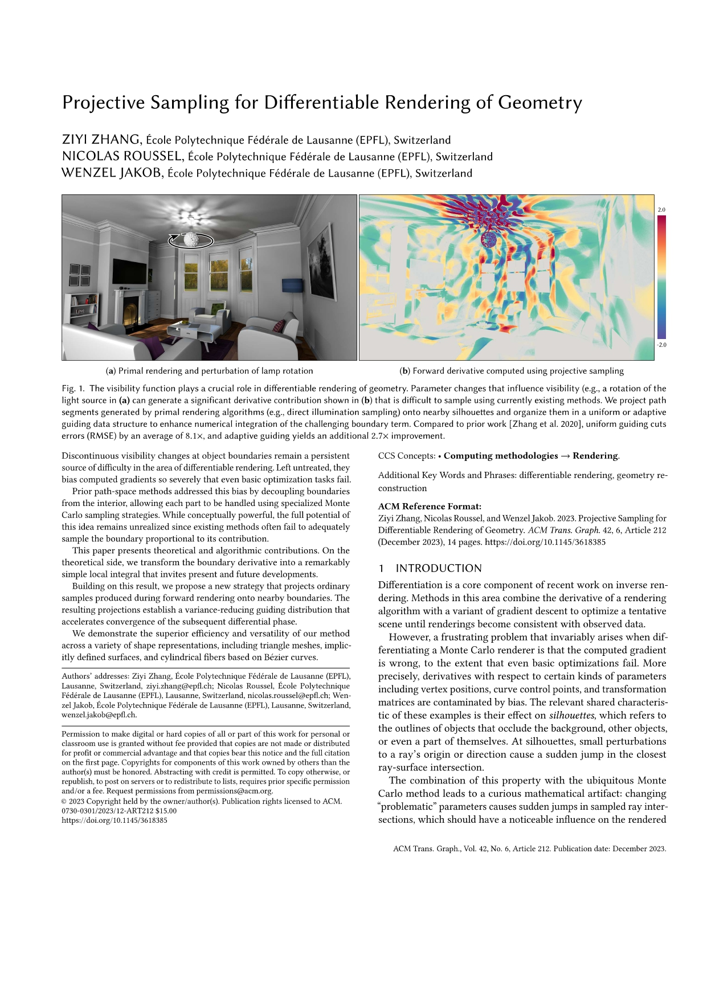 Projective Sampling for Differentiable Rendering of Geometry
ZIYI ZHANG, École Polytechnique Fédérale de Lausanne (EPFL), Switzerland
NICOLAS ROUSSEL, École Polytechnique Fédérale de Lausanne (EPFL), Switzerland
WENZEL JAKOB, École Polytechnique Fédérale de Lausanne (EPFL), Switzerland
LOVE
2.0
-2.0
(a) Primal rendering and perturbation of lamp rotation
(b) Forward derivative computed using projective sampling
Fig. 1. The visibility function plays a crucial role in differentiable rendering of geometry. Parameter changes that influence visibility (e.g., a rotation of the
light source in (a) can generate a significant derivative contribution shown in (b) that is difficult to sample using currently existing methods. We project path
segments generated by primal rendering algorithms (e.g., direct illumination sampling) onto nearby silhouettes and organize them in a uniform or adaptive
guiding data structure to enhance numerical integration of the challenging boundary term. Compared to prior work [Zhang et al. 2020], uniform guiding cuts
errors (RMSE) by an average of 8.1×, and adaptive guiding yields an additional 2.7× improvement.
Discontinuous visibility changes at object boundaries remain a persistent
source of difficulty in the area of differentiable rendering. Left untreated, they
bias computed gradients so severely that even basic optimization tasks fail.
Prior path-space methods addressed this bias by decoupling boundaries
from the interior, allowing each part to be handled using specialized Monte
Carlo sampling strategies. While conceptually powerful, the full potential of
this idea remains unrealized since existing methods often fail to adequately
sample the boundary proportional to its contribution.
This paper presents theoretical and algorithmic contributions. On the
theoretical side, we transform the boundary derivative into a remarkably
simple local integral that invites present and future developments.
Building on this result, we propose a new strategy that projects ordinary
samples produced during forward rendering onto nearby boundaries. The
resulting projections establish a variance-reducing guiding distribution that
accelerates convergence of the subsequent differential phase.
We demonstrate the superior efficiency and versatility of our method
across a variety of shape representations, including triangle meshes, implic-
itly defined surfaces, and cylindrical fibers based on Bézier curves.
Authors' addresses: Ziyi Zhang, École Polytechnique Fédérale de Lausanne (EPFL),
Lausanne, Switzerland, ziyi.zhang@epfl.ch; Nicolas Roussel, École Polytechnique
Fédérale de Lausanne (EPFL), Lausanne, Switzerland, nicolas.roussel@epfl.ch; Wen-
zel Jakob, École Polytechnique Fédérale de Lausanne (EPFL), Lausanne, Switzerland,
wenzel.jakob@epfl.ch.
Permission to make digital or hard copies of all or part of this work for personal or
classroom use is granted without fee provided that copies are not made or distributed
for profit or commercial advantage and that copies bear this notice and the full citation
on the first page. Copyrights for components of this work owned by others than the
author(s) must be honored. Abstracting with credit is permitted. To copy otherwise, or
republish, to post on servers or to redistribute to lists, requires prior specific permission
and/or a fee. Request permissions from permissions@acm.org.
© 2023 Copyright held by the owner/author(s). Publication rights licensed to ACM.
0730-0301/2023/12-ART212 $15.00
https://doi.org/10.1145/3618385
CCS Concepts: • Computing methodologies → Rendering.
Additional Key Words and Phrases: differentiable rendering, geometry re-
construction
ACM Reference Format:
Ziyi Zhang, Nicolas Roussel, and Wenzel Jakob. 2023. Projective Sampling for
Differentiable Rendering of Geometry. ACM Trans. Graph. 42, 6, Article 212
(December 2023), 14 pages. https://doi.org/10.1145/3618385
1 INTRODUCTION
Differentiation is a core component of recent work on inverse ren-
dering. Methods in this area combine the derivative of a rendering
algorithm with a variant of gradient descent to optimize a tentative
scene until renderings become consistent with observed data.
However, a frustrating problem that invariably arises when dif-
ferentiating a Monte Carlo renderer is that the computed gradient
is wrong, to the extent that even basic optimizations fail. More
precisely, derivatives with respect to certain kinds of parameters
including vertex positions, curve control points, and transformation
matrices are contaminated by bias. The relevant shared characteris-
tic of these examples is their effect on silhouettes, which refers to
the outlines of objects that occlude the background, other objects,
or even a part of themselves. At silhouettes, small perturbations
to a ray's origin or direction cause a sudden jump in the closest
ray-surface intersection.
The combination of this property with the ubiquitous Monte
Carlo method leads to a curious mathematical artifact: changing
“problematic” parameters causes sudden jumps in sampled ray inter-
sections, which should have a noticeable influence on the rendered
ACM Trans. Graph., Vol. 42, No. 6, Article 212. Publication date: December 2023.